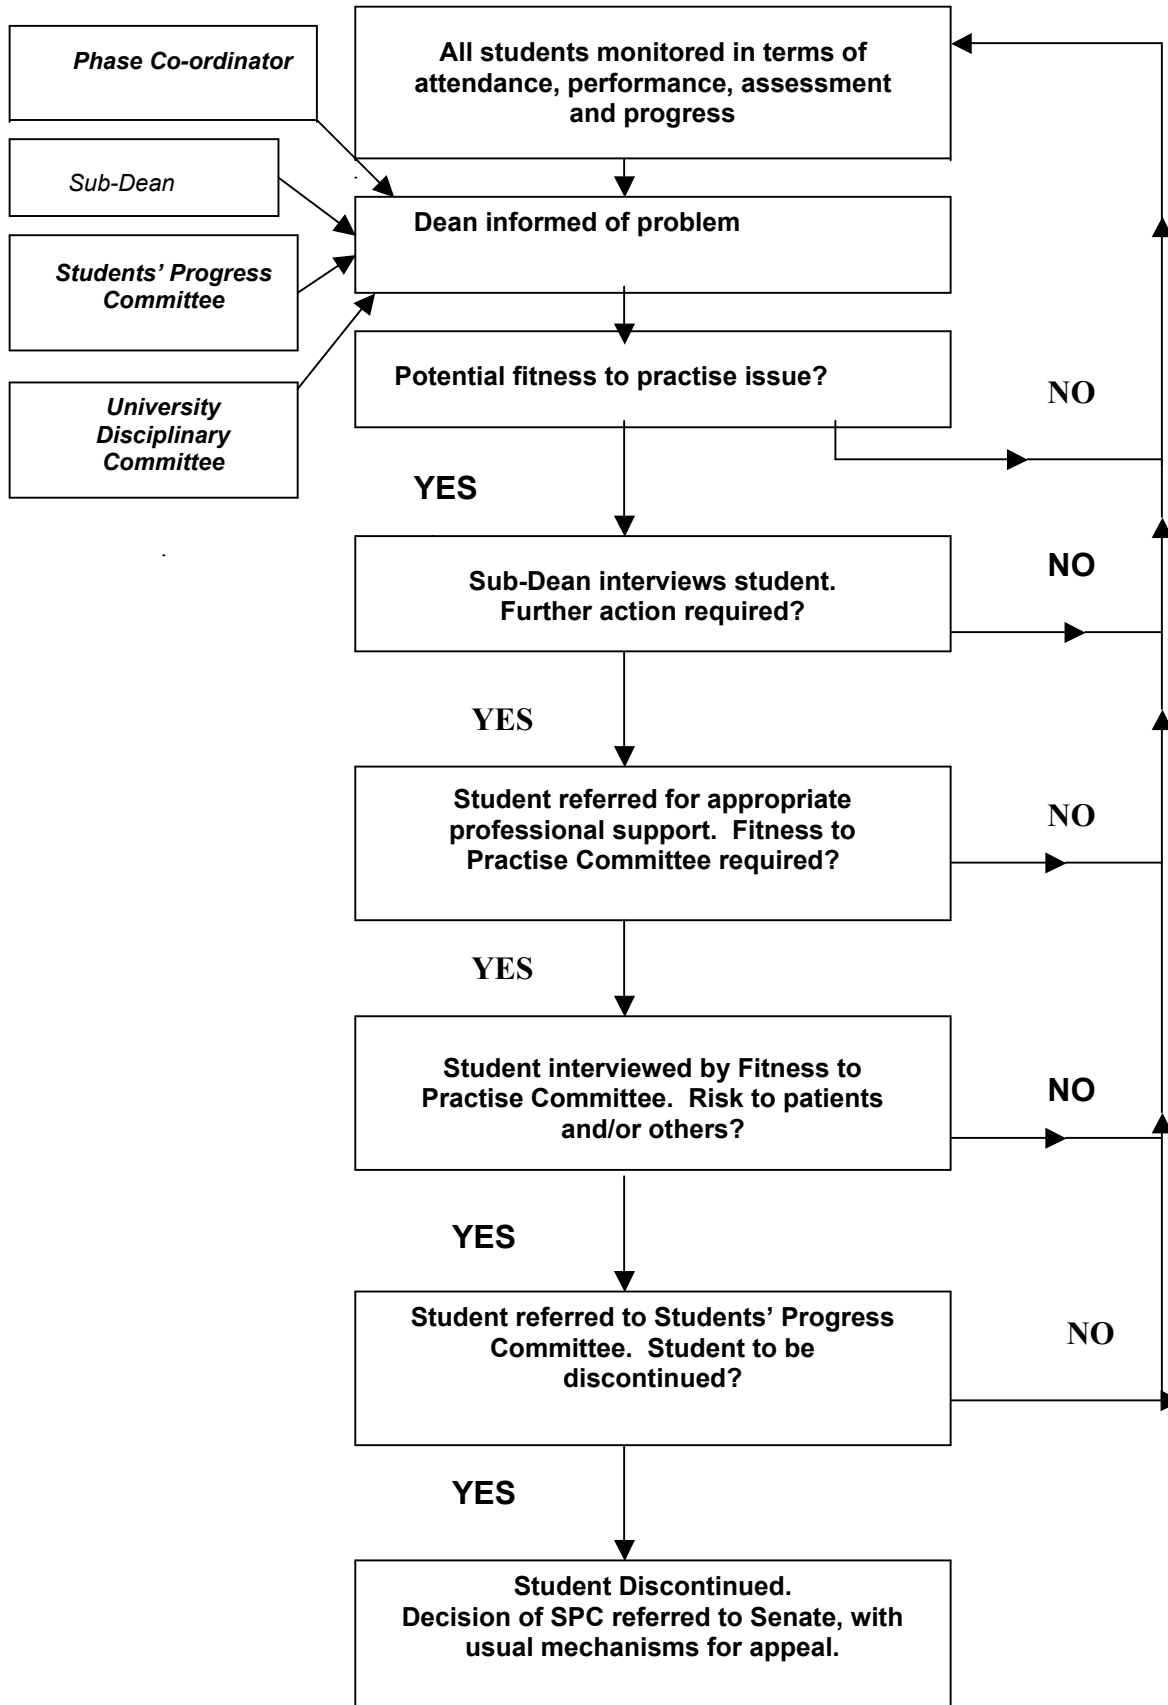 Phase Co-ordinator
All students monitored in terms of
attendance, performance, assessment
and progress
Sub-Dean
Dean informed of problem
Students’ Progress
Committee
Potential fitness to practise issue?
NO
University
Disciplinary
Committee
YES
Sub-Dean interviews student.
Further action required?
NO
YES
Student referred for appropriate
professional support.  Fitness to
Practise Committee required?
NO
YES
Student interviewed by Fitness to
Practise Committee.  Risk to patients
and/or others?
NO
YES
Student referred to Students’ Progress
Committee.  Student to be
discontinued?
NO
YES
Student Discontinued.
Decision of SPC referred to Senate, with
usual mechanisms for appeal.